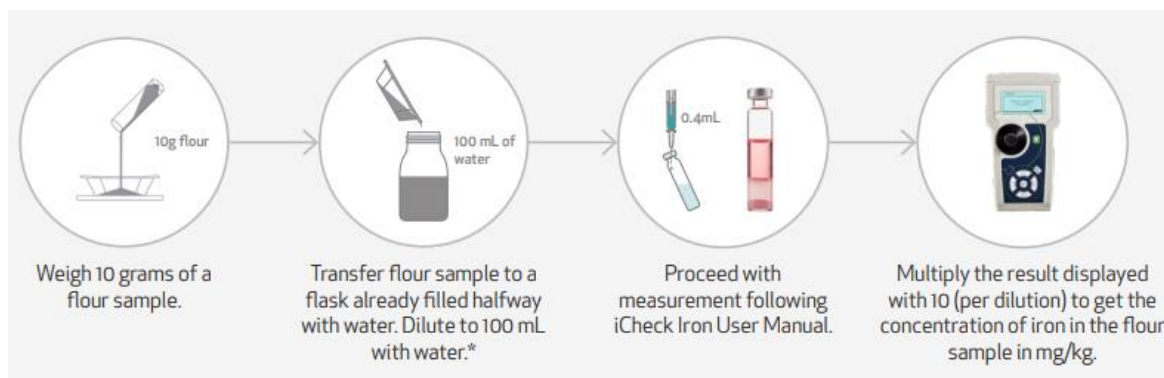 10g flour
100 mL of
water
0.4mL
Weigh 10 grams of a
flour sample.
Transfer flour sample to a
flask already filled halfway
with water. Dilute to 100 mL
with water.*
Proceed with
measurement following
iCheck Iron User Manual.
Multiply the result displayed
with 10 (per dilution) to get the
concentration of iron in the flour
sample in mg/kg.